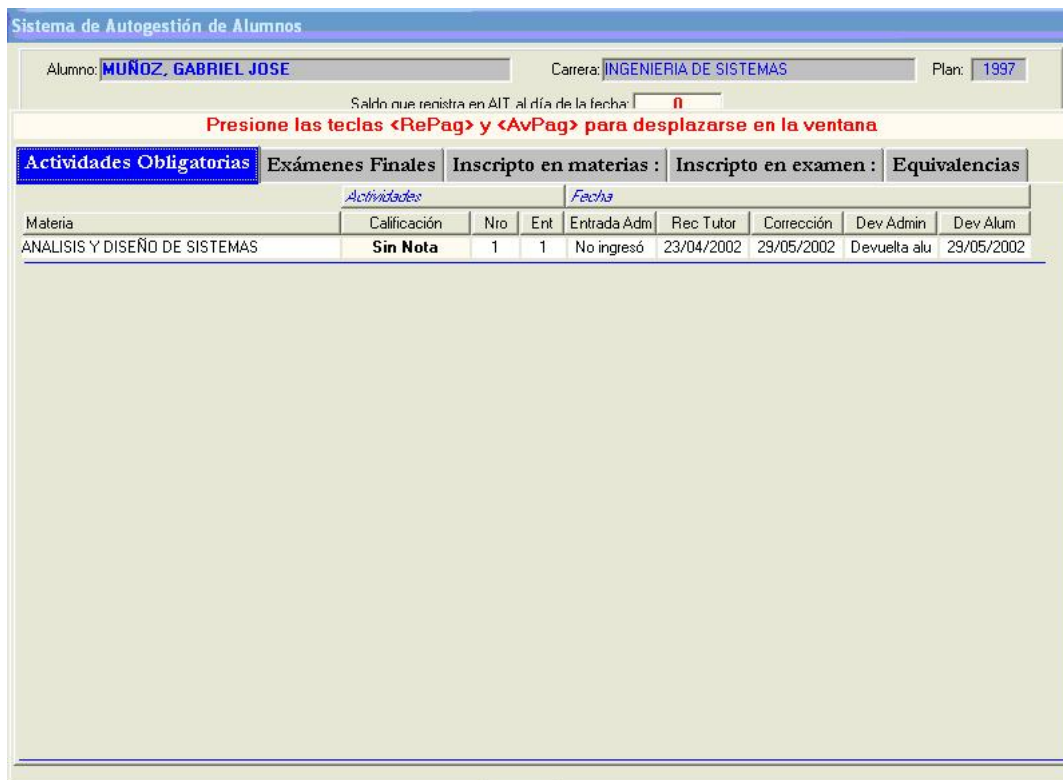 Sistema de Autogestión de Alumnos
Alumno: MUÑOZ, GABRIEL JOSE Carrera: INGENIERIA DE SISTEMAS Plan: 1997
Saldo que registra en AIT al día de la fecha: 0
Presione las teclas <RePag> y <AvPag> para desplazarse en la ventana
Actividades Obligatorias Exámenes Finales Inscripto en materias : Inscripto en examen : Equivalencias
Actividades Fecha
Materia Calificación Nro Ent Entrada Adm Rec Tutor Corrección Dev Admin Dev Alum
ANALISIS Y DISEÑO DE SISTEMAS Sin Nota 1 1 No ingresó 23/04/2002 29/05/2002 Devuelta alu 29/05/2002